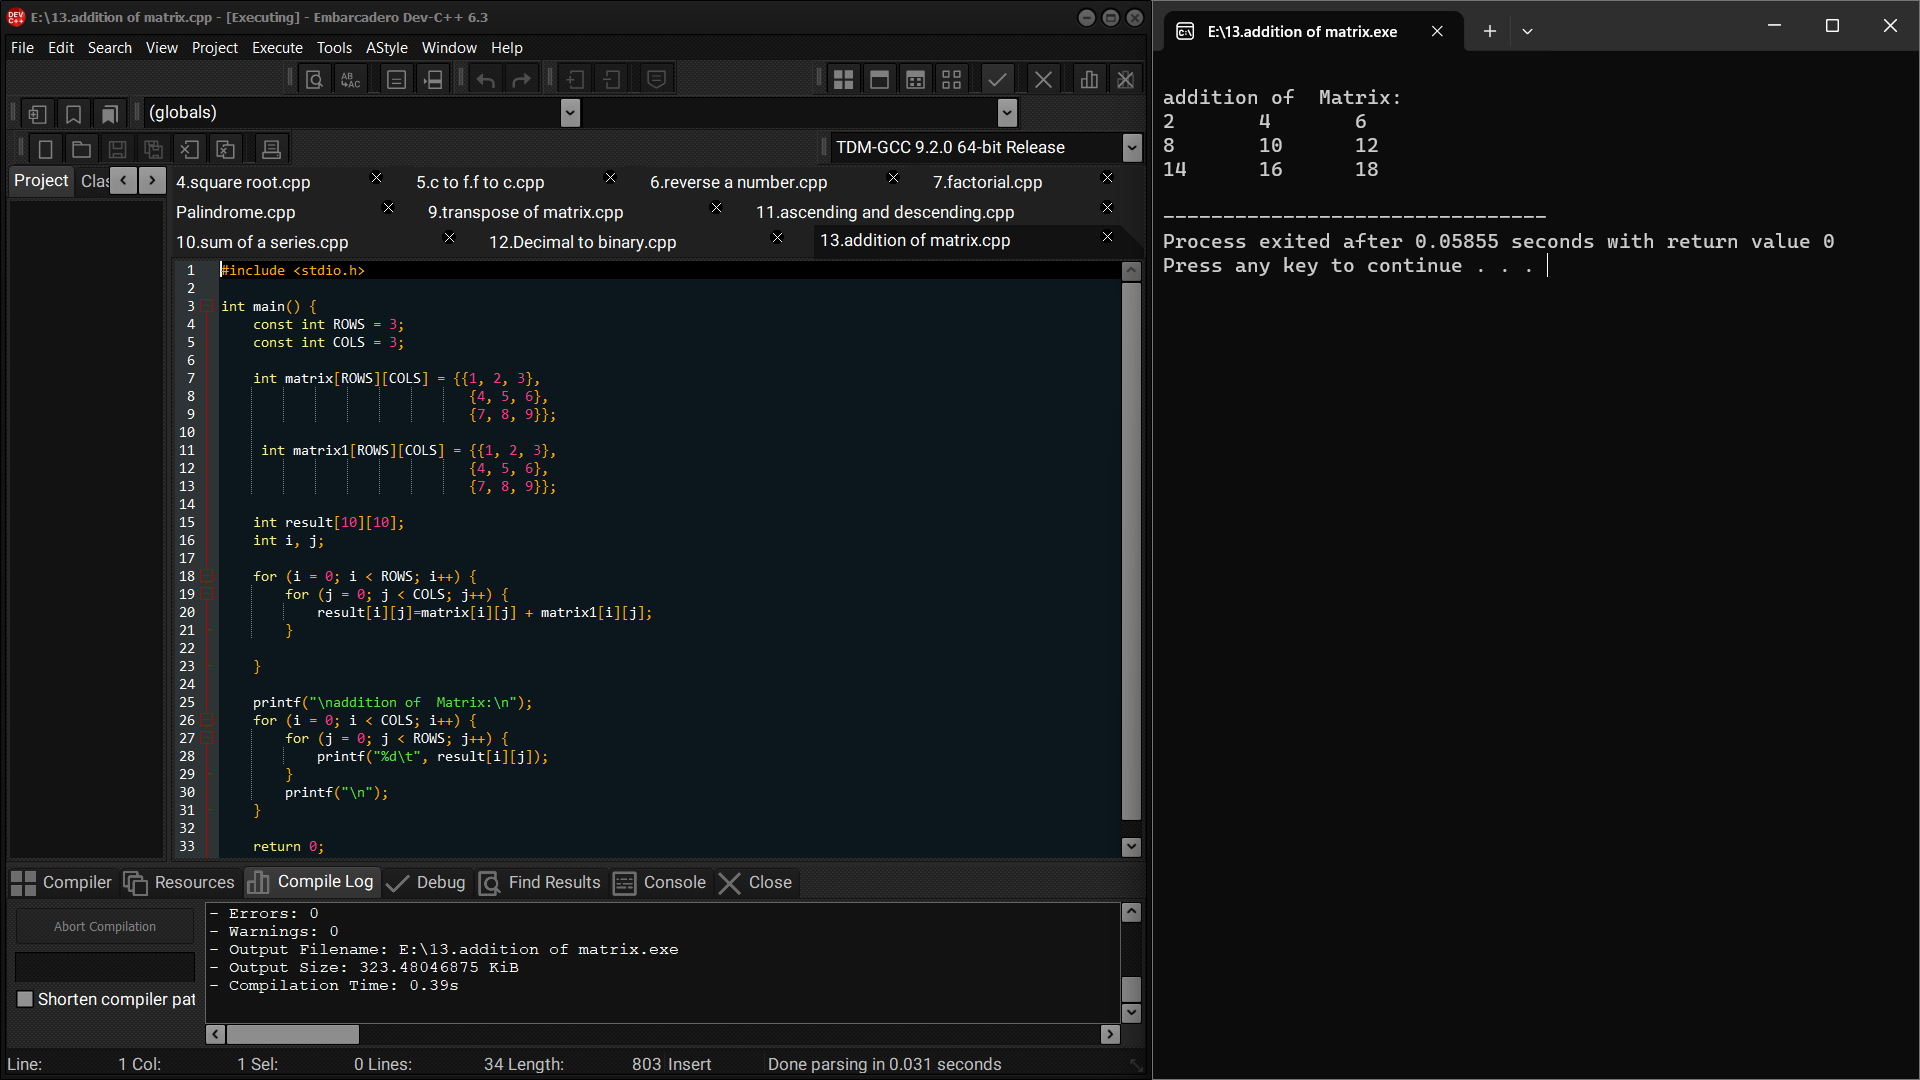 E:\13.addition of matrix.cpp - [Executing] - Embarcadero Dev-C++ 6.3
File Edit Search View Project Execute Tools AStyle Window Help
(globals)
TDM-GCC 9.2.0 64-bit Release
Project Clas
4.square root.cpp 5.c to f.f to c.cpp 6.reverse a number.cpp 7.factorial.cpp
Palindrome.cpp 9.transpose of matrix.cpp 11.ascending and descending.cpp
10.sum of a series.cpp 12.Decimal to binary.cpp 13.addition of matrix.cpp
1 #include <stdio.h>
2
3 int main() {
4 const int ROWS = 3;
5 const int COLS = 3;
6
7 int matrix[ROWS][COLS] = {{1, 2, 3},
8 {4, 5, 6},
9 {7, 8, 9}};
10
11 int matrix1[ROWS][COLS] = {{1, 2, 3},
12 {4, 5, 6},
13 {7, 8, 9}};
14
15 int result[10][10];
16 int i, j;
17
18 for (i = 0; i < ROWS; i++) {
19 for (j = 0; j < COLS; j++) {
20 result[i][j]=matrix[i][j] + matrix1[i][j];
21 }
22
23 }
24
25 printf("\naddition of  Matrix:\n");
26 for (i = 0; i < COLS; i++) {
27 for (j = 0; j < ROWS; j++) {
28 printf("%d\t", result[i][j]);
29 }
30 printf("\n");
31 }
32
33 return 0;
Compiler Resources Compile Log Debug Find Results Console Close
Abort Compilation
Shorten compiler pat
- Errors: 0
- Warnings: 0
- Output Filename: E:\13.addition of matrix.exe
- Output Size: 323.48046875 KiB
- Compilation Time: 0.39s
Line: 1 Col: 1 Sel: 0 Lines: 34 Length: 803 Insert Done parsing in 0.031 seconds
E:\13.addition of matrix.exe
addition of  Matrix:
2 4 6
8 10 12
14 16 18
--------------------------------
Process exited after 0.05855 seconds with return value 0
Press any key to continue . . .